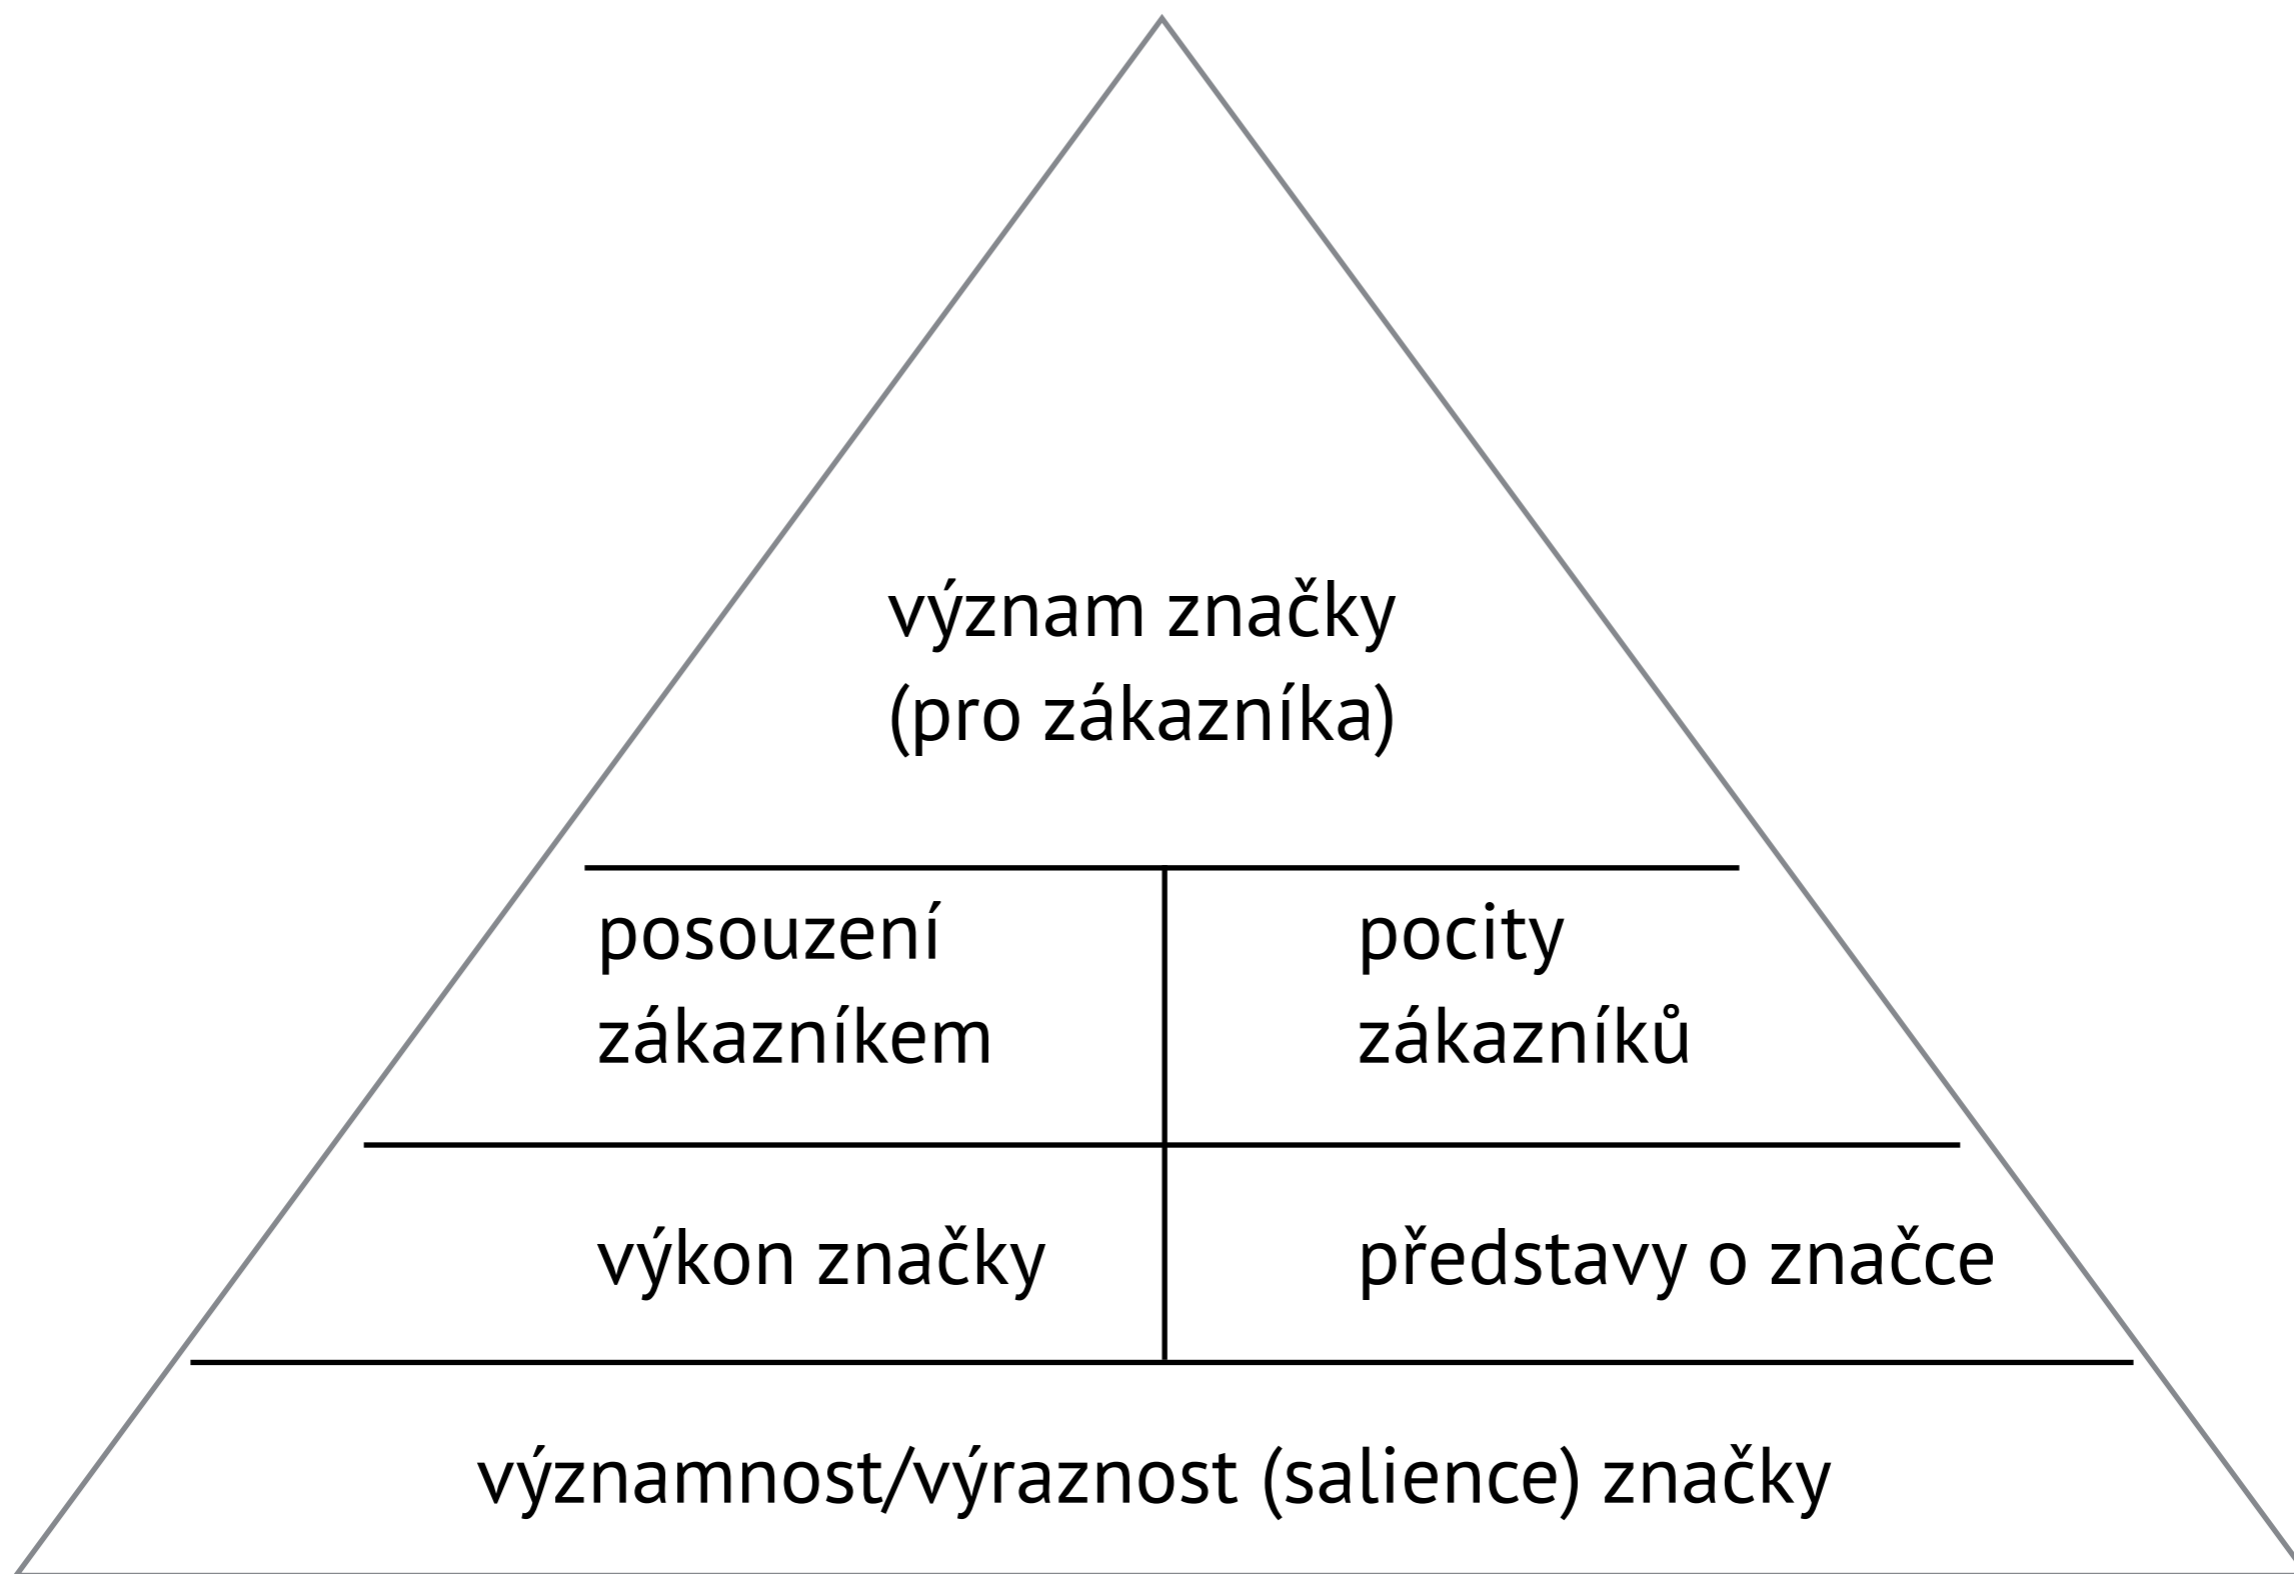 význam značky
(pro zákazníka)
posouzení
zákazníkem
pocity
zákazníků
výkon značky
představy o značce
významnost/výraznost (salience) značky